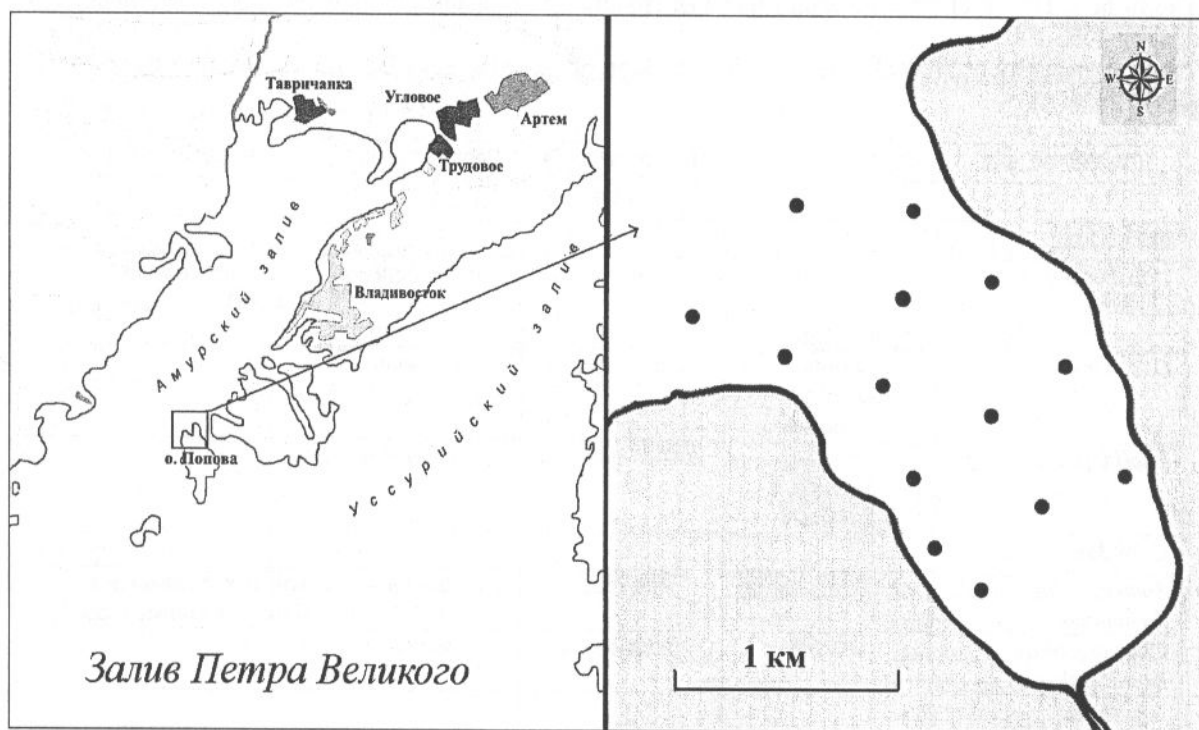 Тавричанка
Угловое
Артем
Трудовое
Амурский залив
Владивосток
Уссурийский залив
о. Попова
Залив Петра Великого
N
W
E
S
1 км